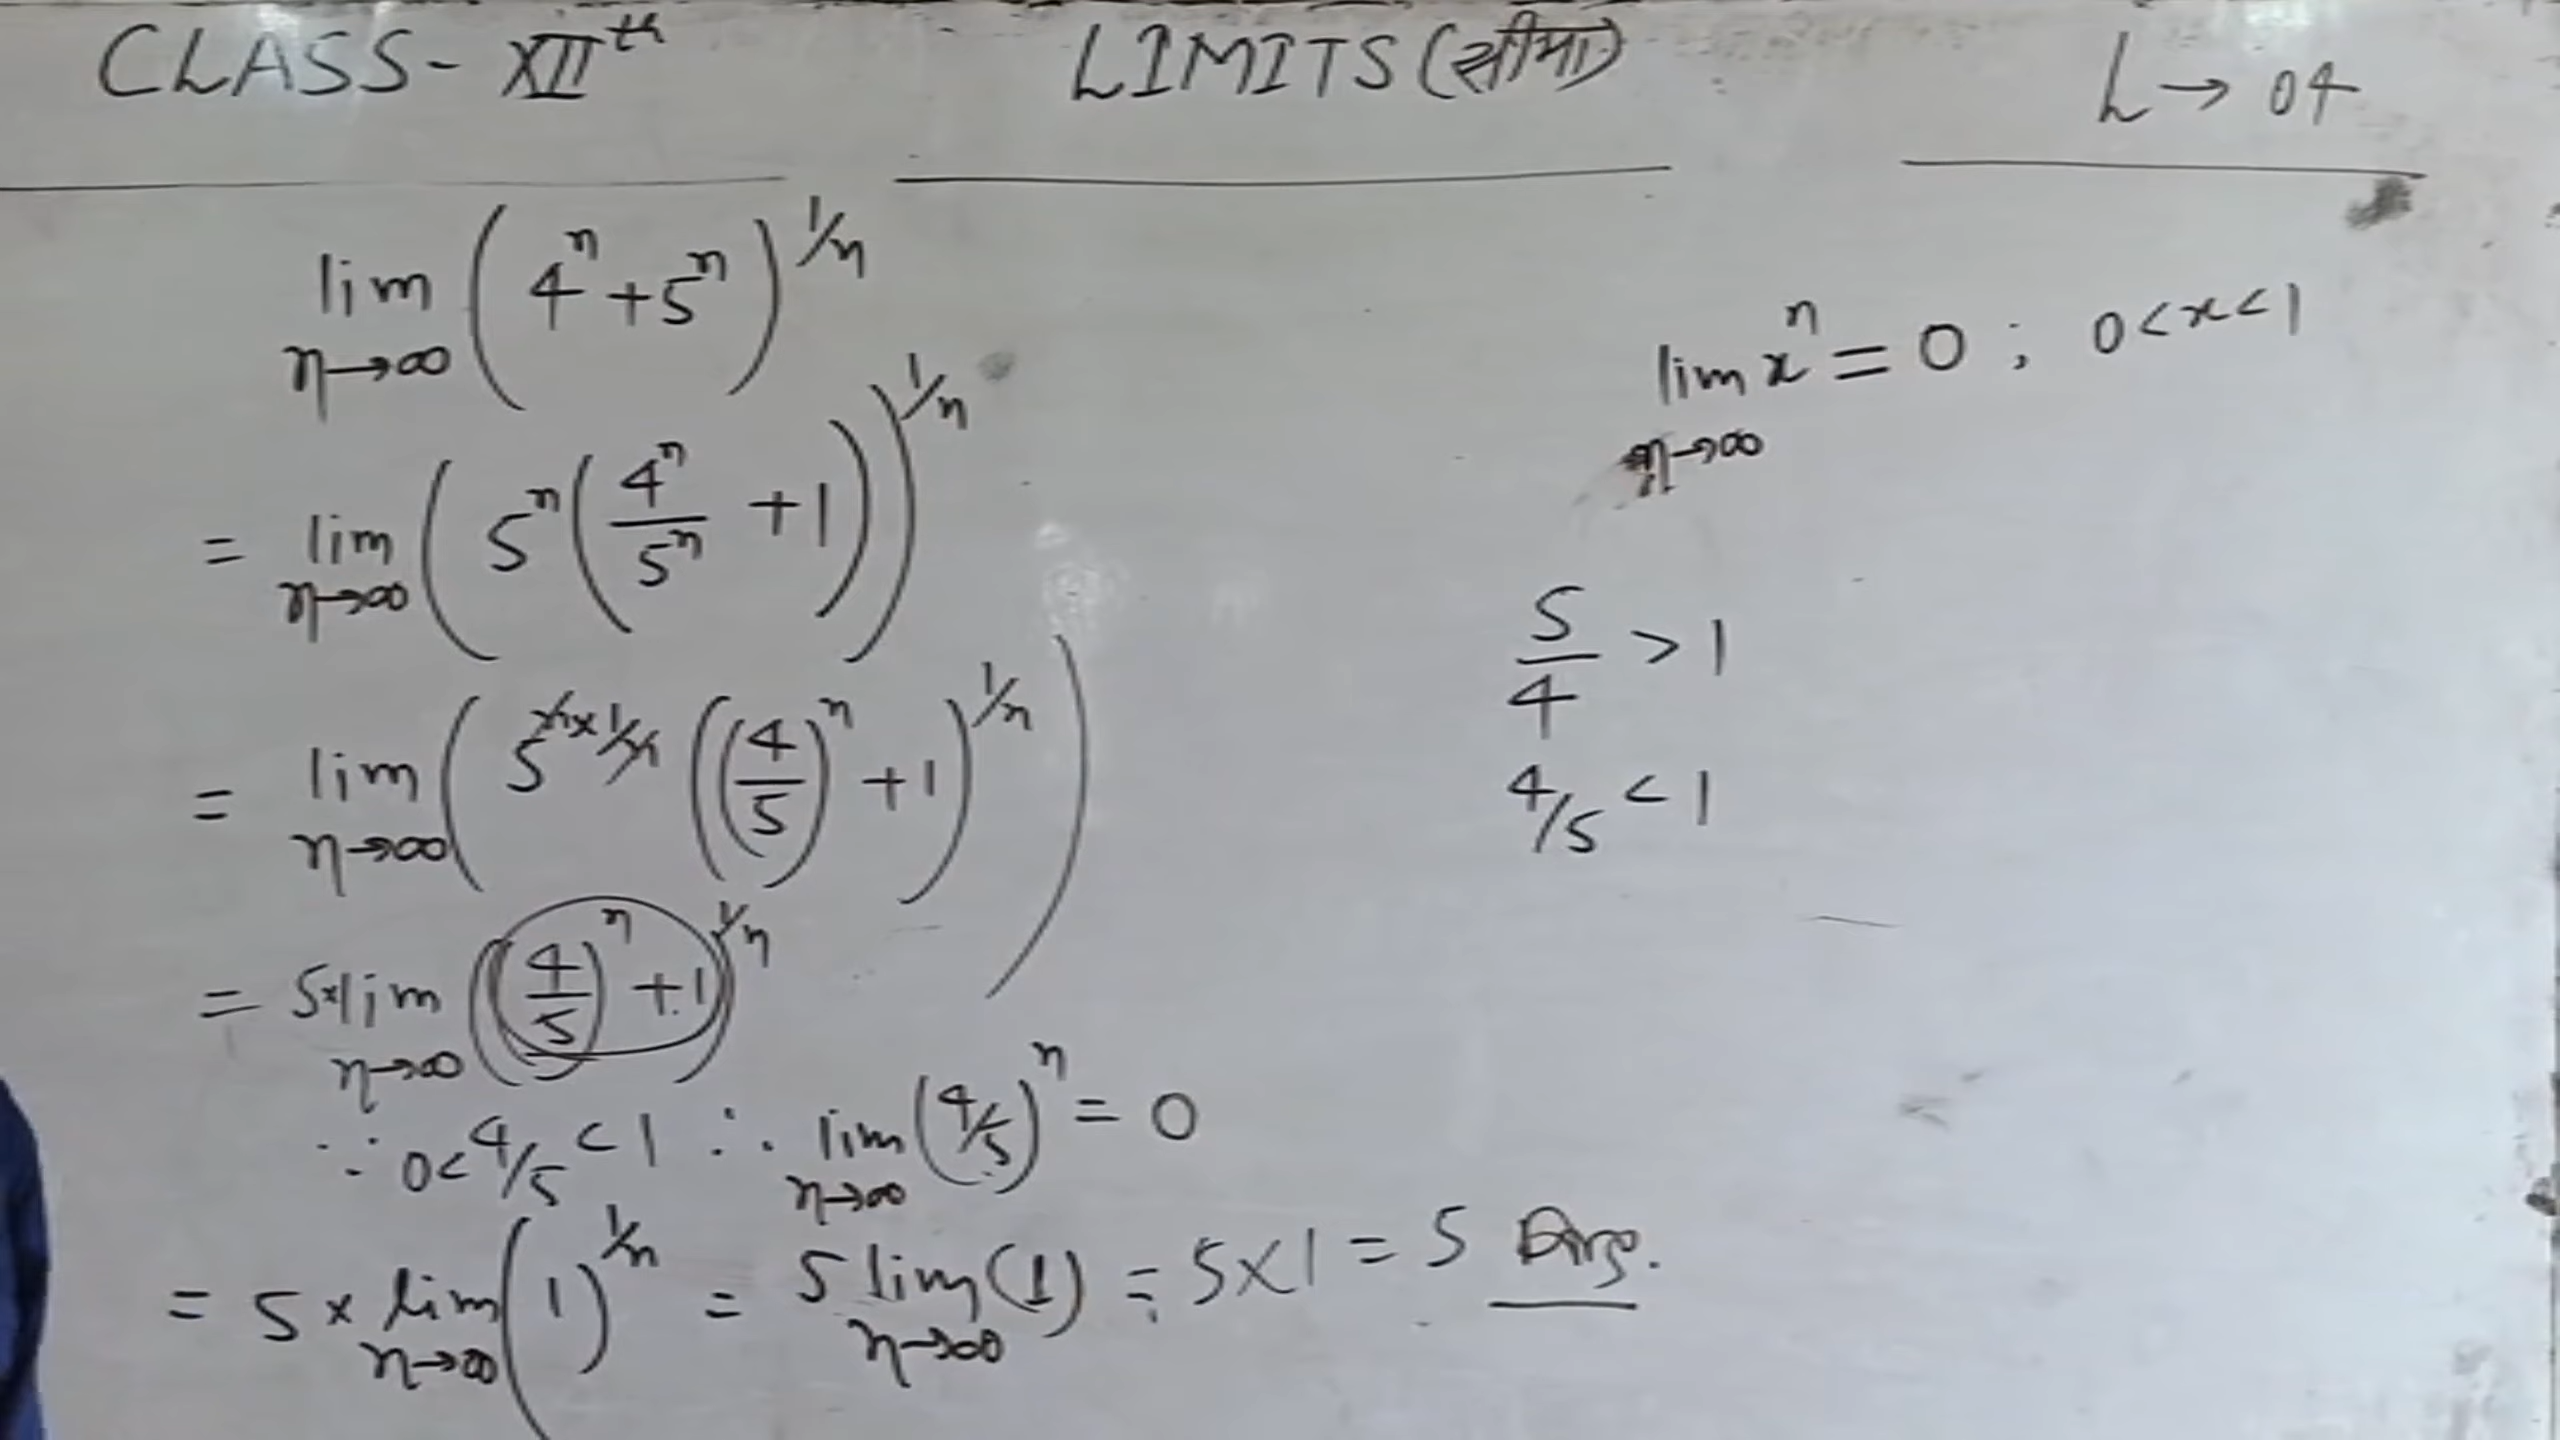 CLASS - XIIth LIMITS (सीमा) L → 04
lim n→∞ (4^n + 5^n)^1/n
= lim n→∞ (5^n (4^n/5^n + 1))^1/n
= lim n→∞ (5^n×1/n ((4/5)^n + 1)^1/n)
= 5×lim n→∞ ((4/5)^n + 1)^1/n
∵ 0 < 4/5 < 1 ∴ lim n→∞ (4/5)^n = 0
= 5 × lim n→∞ (1)^1/n = 5 lim n→∞ (1) = 5×1 = 5 Ans.
lim n→∞ x^n = 0 ; 0 < x < 1
5/4 > 1
4/5 < 1